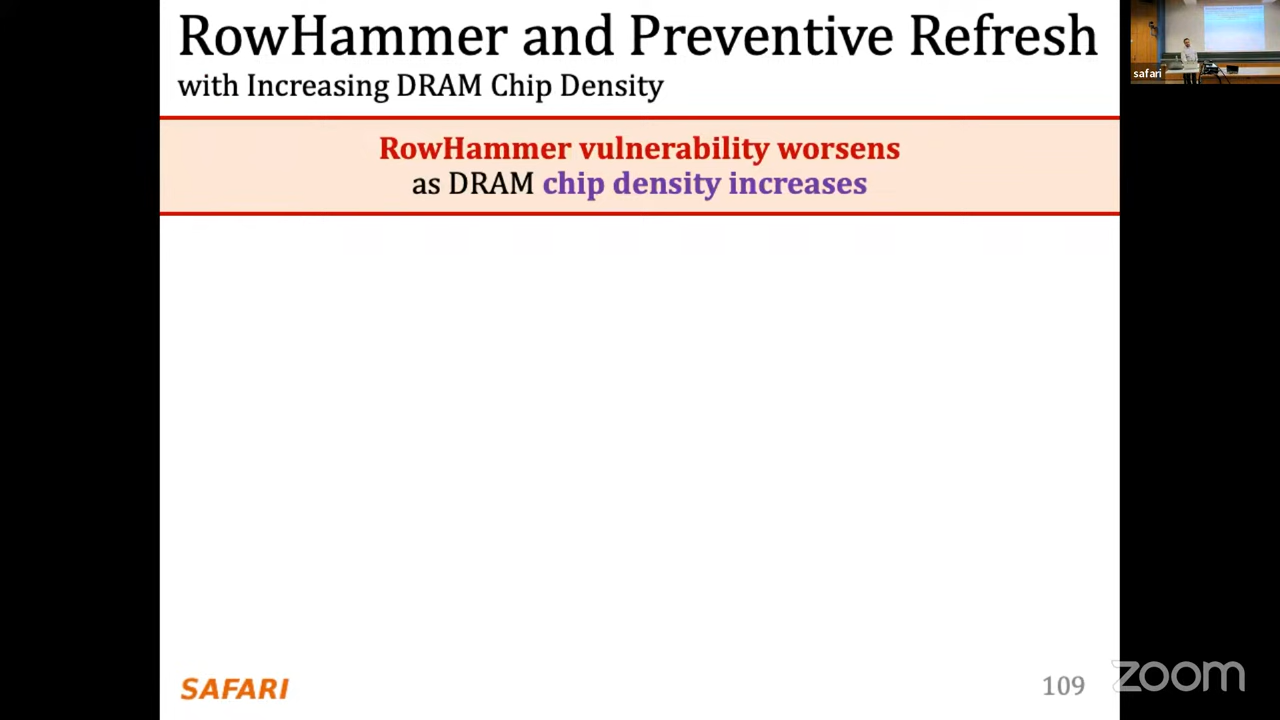 RowHammer and Preventive Refresh
with Increasing DRAM Chip Density
safari
RowHammer vulnerability worsens
as DRAM chip density increases
SAFARI
109
zoom